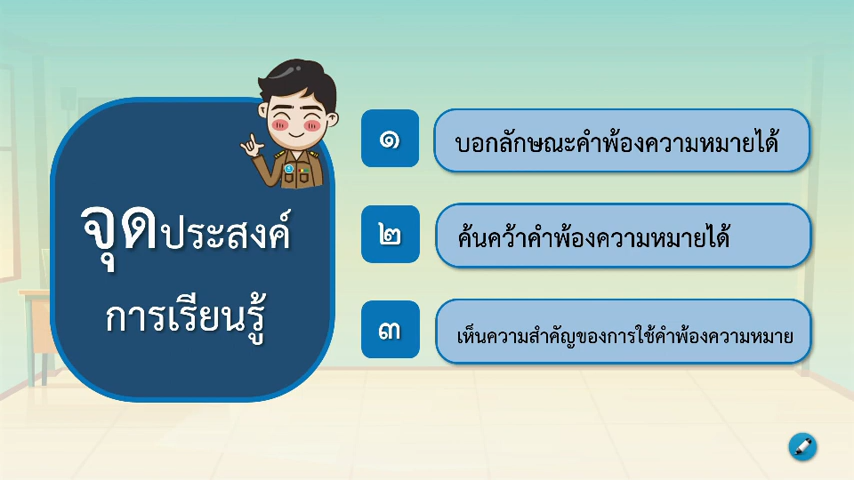 จุดประสงค์
การเรียนรู้
๑
บอกลักษณะคำพ้องความหมายได้
๒
ค้นคว้าคำพ้องความหมายได้
๓
เห็นความสำคัญของการใช้คำพ้องความหมาย